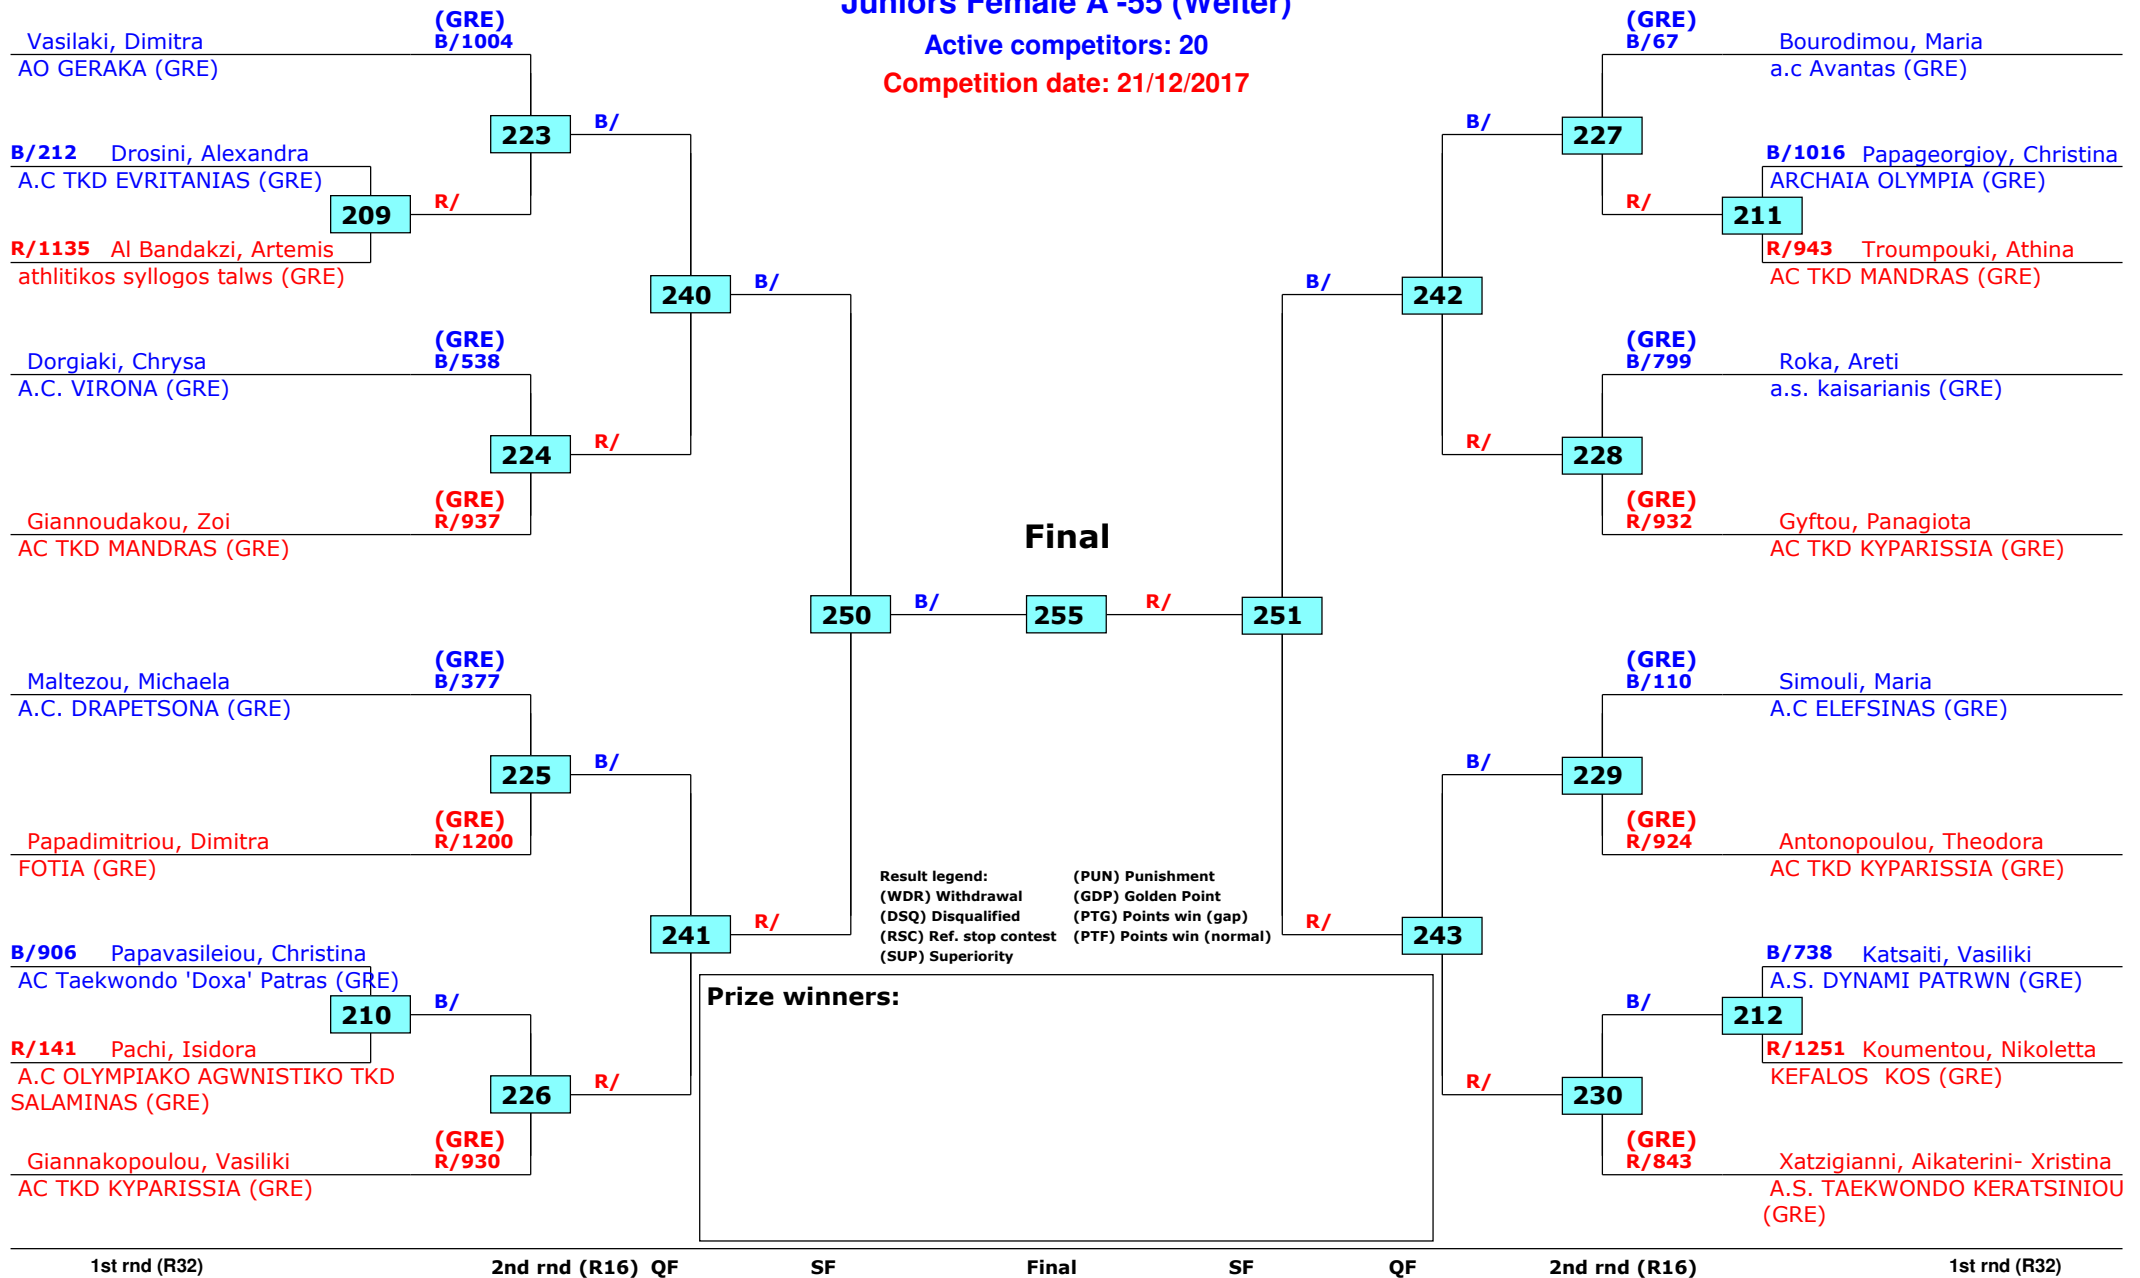 Juniors Female A -55 (Welter)
Active competitors: 20
Competition date: 21/12/2017
(GRE)
Vasilaki, Dimitra B/1004
AO GERAKA (GRE)
223
B/
B/212 Drosini, Alexandra
A.C TKD EVRITANIAS (GRE)
209
R/
R/1135 Al Bandakzi, Artemis
athlitikos syllogos talws (GRE)
240
B/
(GRE)
Dorgiaki, Chrysa B/538
A.C. VIRONA (GRE)
224
R/
(GRE)
Giannoudakou, Zoi R/937
AC TKD MANDRAS (GRE)
250
B/
(GRE)
Maltezou, Michaela B/377
A.C. DRAPETSONA (GRE)
225
B/
(GRE)
Papadimitriou, Dimitra R/1200
FOTIA (GRE)
241
R/
B/906 Papavasileiou, Christina
AC Taekwondo 'Doxa' Patras (GRE)
210
B/
R/141 Pachi, Isidora
A.C OLYMPIAKO AGWNISTIKO TKD
SALAMINAS (GRE)
226
R/
(GRE)
Giannakopoulou, Vasiliki R/930
AC TKD KYPARISSIA (GRE)
Final
255
R/
251
(GRE)
B/67 Bourodimou, Maria
a.c Avantas (GRE)
B/
227
B/1016 Papageorgioy, Christina
ARCHAIA OLYMPIA (GRE)
R/
211
R/943 Troumpouki, Athina
AC TKD MANDRAS (GRE)
B/
242
(GRE)
B/799 Roka, Areti
a.s. kaisarianis (GRE)
R/
228
(GRE)
R/932 Gyftou, Panagiota
AC TKD KYPARISSIA (GRE)
(GRE)
B/110 Simouli, Maria
A.C ELEFSINAS (GRE)
B/
229
(GRE)
R/924 Antonopoulou, Theodora
AC TKD KYPARISSIA (GRE)
R/
243
B/738 Katsaiti, Vasiliki
A.S. DYNAMI PATRWN (GRE)
B/
212
R/1251 Koumentou, Nikoletta
KEFALOS  KOS (GRE)
R/
230
(GRE)
R/843 Xatzigianni, Aikaterini- Xristina
A.S. TAEKWONDO KERATSINIOU
(GRE)
Result legend: (PUN) Punishment
(WDR) Withdrawal (GDP) Golden Point
(DSQ) Disqualified (PTG) Points win (gap)
(RSC) Ref. stop contest (PTF) Points win (normal)
(SUP) Superiority
Prize winners:
1st rnd (R32) 2nd rnd (R16) QF SF Final SF QF 2nd rnd (R16) 1st rnd (R32)